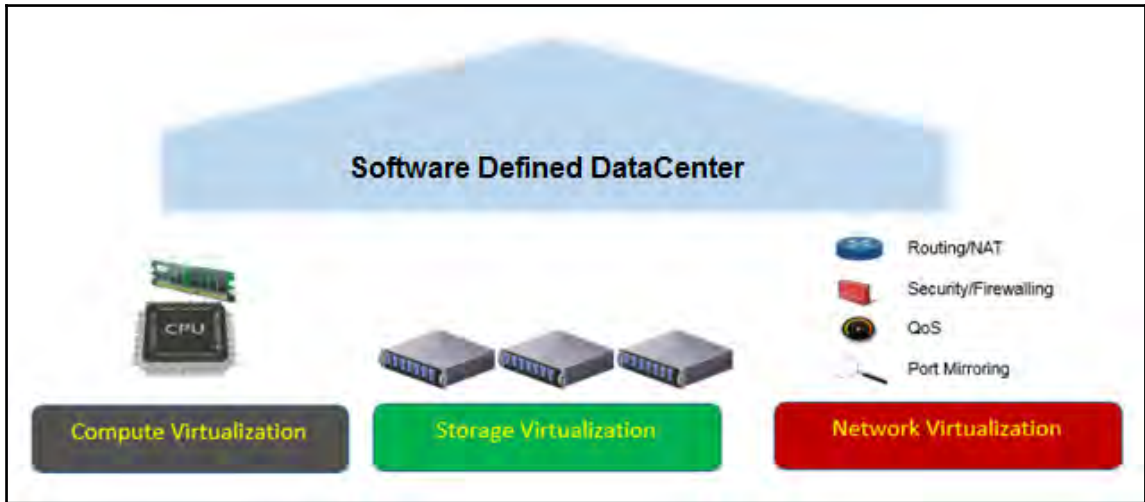 Software Defined DataCenter
Routing/NAT
Security/Firewalling
QoS
Port Mirroring
CPU
Compute Virtualization
Storage Virtualization
Network Virtualization